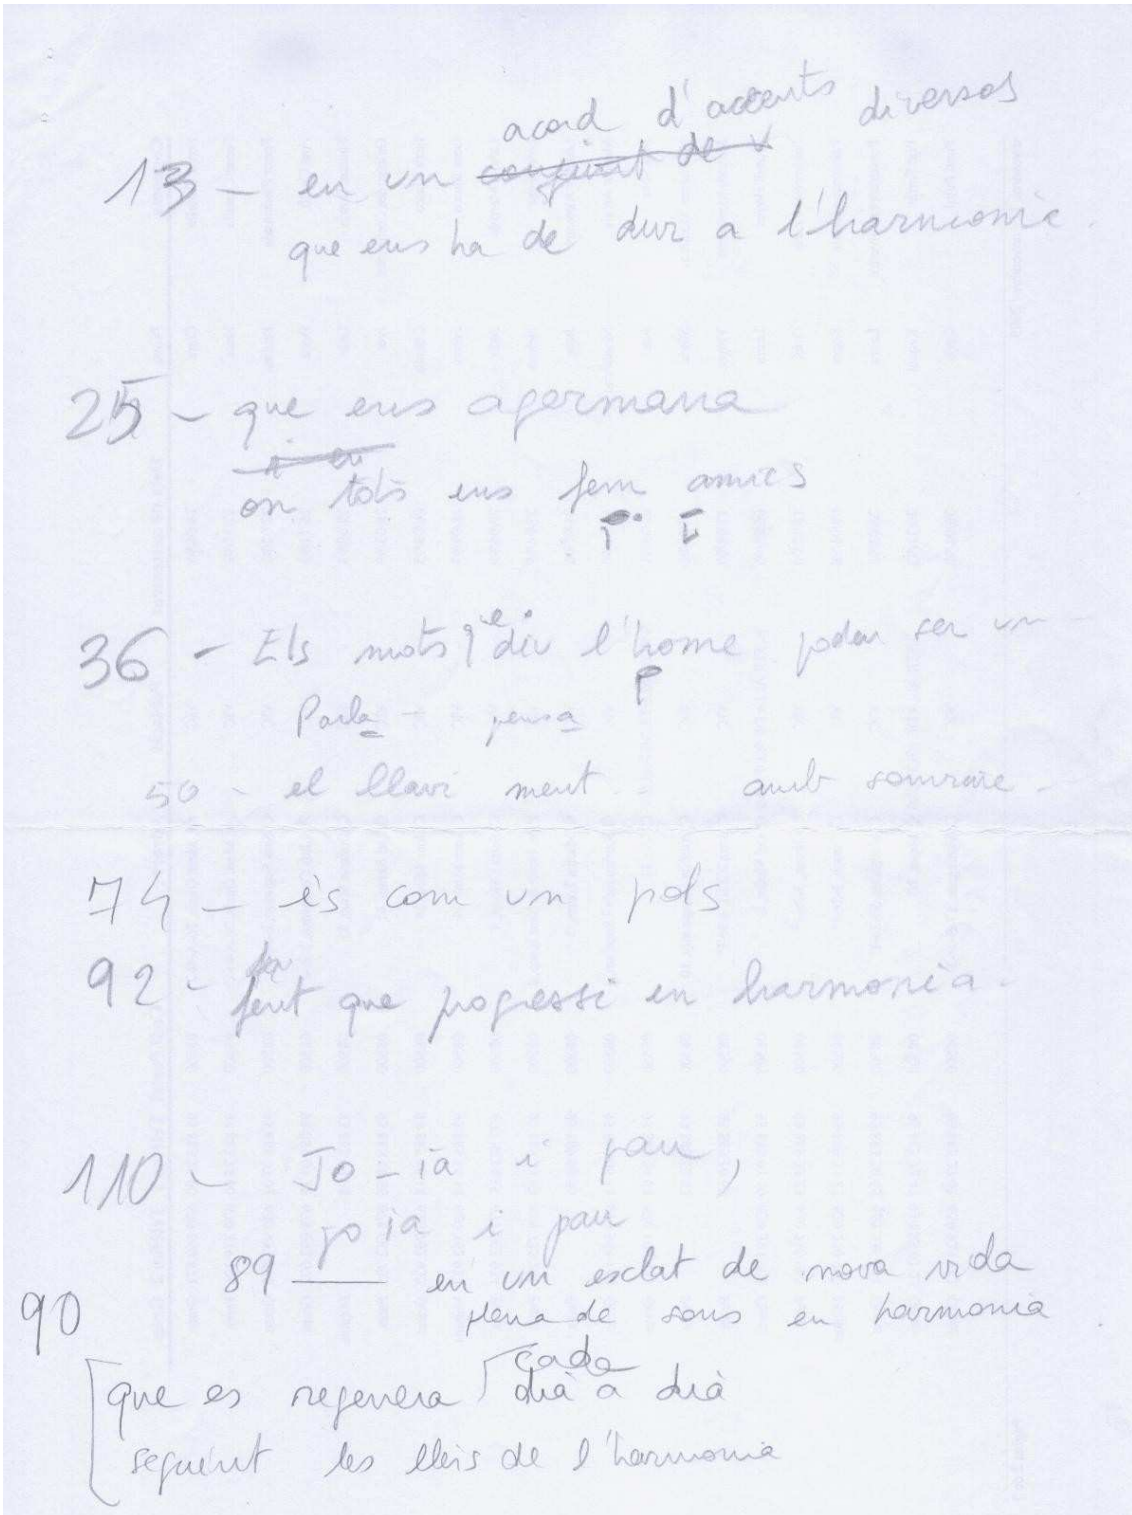 acord d'accents diversos
13 - en un conjunt de v
que ens ha de dur a l'harmonia.
25 - que ens agermana
i en
on tots ens fem amics
P. L
36 - Els mots q̇ue diu l'home poden ser un
P
Parla - pensa
50 - el llavi ment... amb somriure.
74 - és com un pols
92 - fent que progressi en harmonia.
110 - Jo-ia i pau,
joia i pau
89 — en un esclat de nova vida
90 plena de sons en harmonia.
cada
que es regenera dia a dia
seguint les lleis de l'harmonia